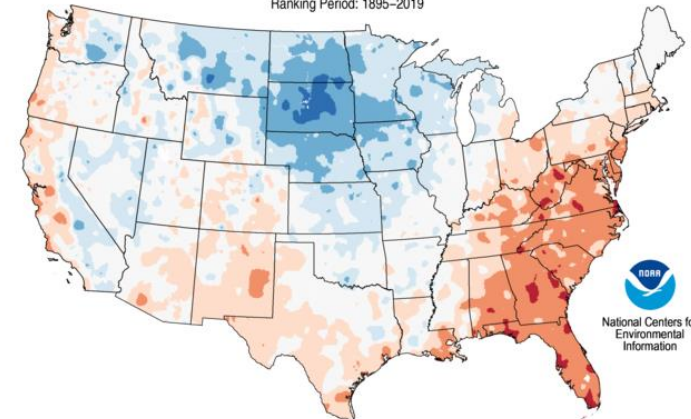 Ranking Period: 1895–2019
NOAA
National Centers for
Environmental
Information